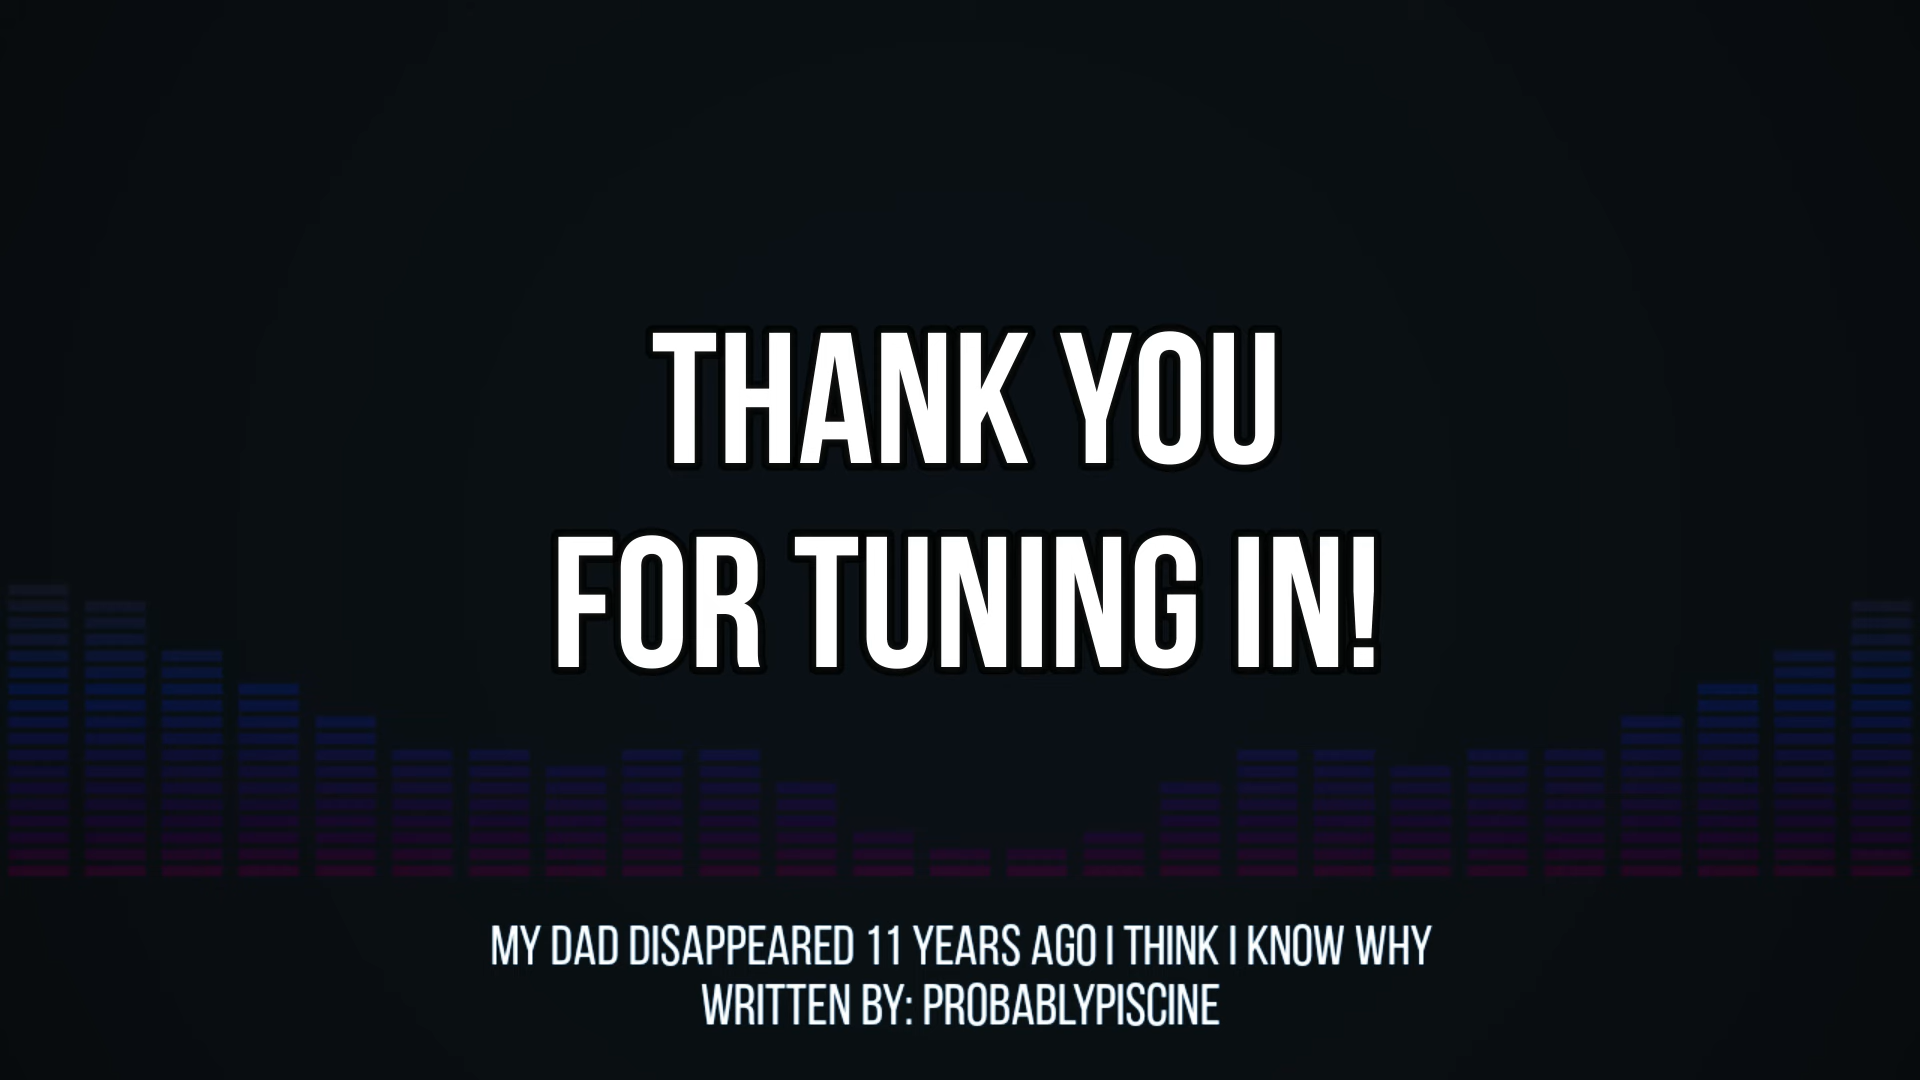 THANK YOU
FOR TUNING IN!
MY DAD DISAPPEARED 11 YEARS AGO I THINK I KNOW WHY
WRITTEN BY: PROBABLYPISCINE